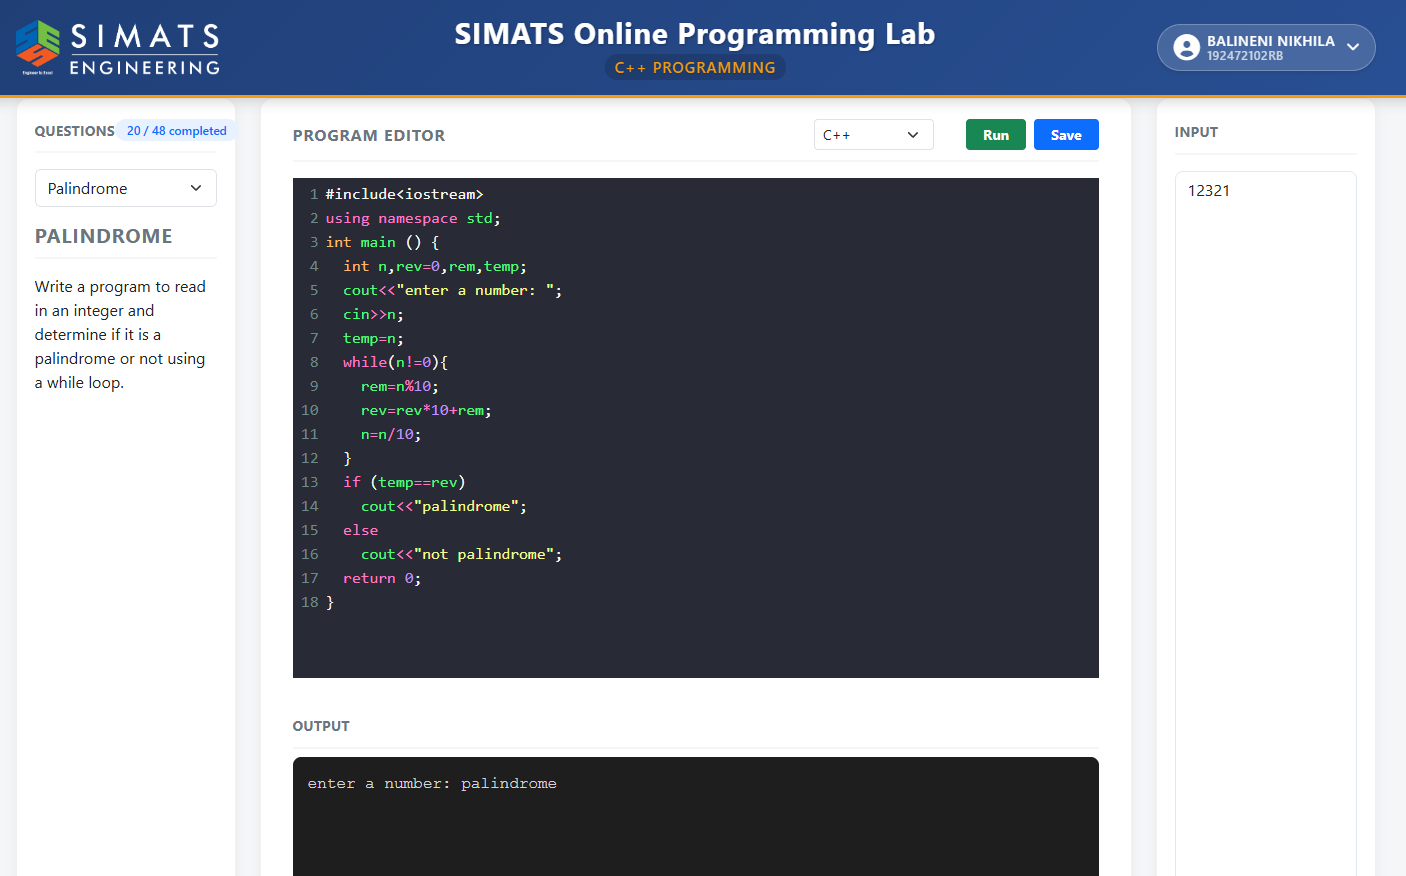 SIMATS
ENGINEERING
Engineer to Excel
SIMATS Online Programming Lab
C++ PROGRAMMING
BALINENI NIKHILA
192472102RB
QUESTIONS 20 / 48 completed
Palindrome
PALINDROME
Write a program to read
in an integer and
determine if it is a
palindrome or not using
a while loop.
PROGRAM EDITOR
C++
Run
Save
1 #include<iostream>
2 using namespace std;
3 int main () {
4   int n,rev=0,rem,temp;
5   cout<<"enter a number: ";
6   cin>>n;
7   temp=n;
8   while(n!=0){
9     rem=n%10;
10     rev=rev*10+rem;
11     n=n/10;
12   }
13   if (temp==rev)
14     cout<<"palindrome";
15   else
16     cout<<"not palindrome";
17   return 0;
18 }
OUTPUT
enter a number: palindrome
INPUT
12321